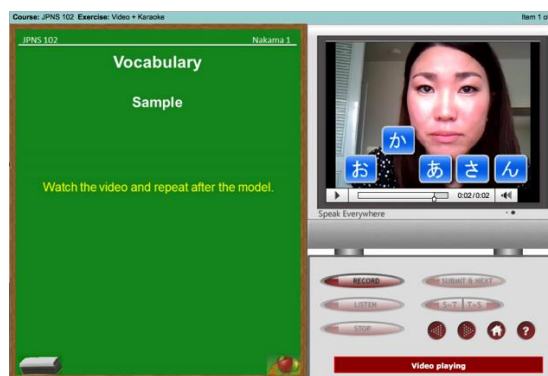 Course: JPNS 102 Exercise: Video + Karaoke
Item 1 of
JPNS 102
Nakama 1
Vocabulary
Sample
Watch the video and repeat after the model.
か
お あ さ ん
0:02/0:02
Speak Everywhere
RECORD
SUBMIT & NEXT
LISTEN
S>T T>S
STOP
?
Video playing